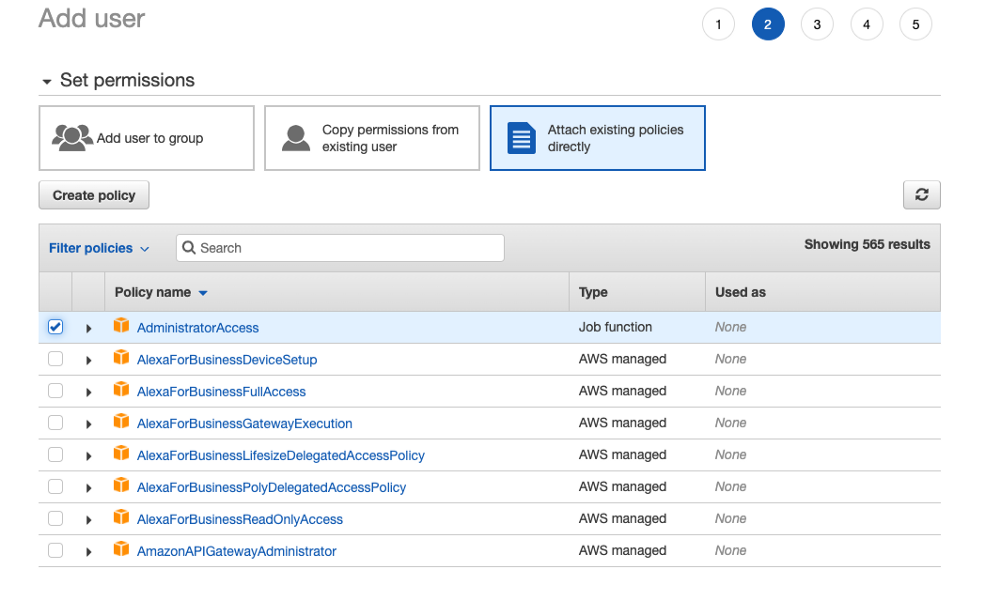 Add user
1 2 3 4 5
Set permissions
Add user to group
Copy permissions from
existing user
Attach existing policies
directly
Create policy
Filter policies Search Showing 565 results
Policy name Type Used as
AdministratorAccess Job function None
AlexaForBusinessDeviceSetup AWS managed None
AlexaForBusinessFullAccess AWS managed None
AlexaForBusinessGatewayExecution AWS managed None
AlexaForBusinessLifesizeDelegatedAccessPolicy AWS managed None
AlexaForBusinessPolyDelegatedAccessPolicy AWS managed None
AlexaForBusinessReadOnlyAccess AWS managed None
AmazonAPIGatewayAdministrator AWS managed None